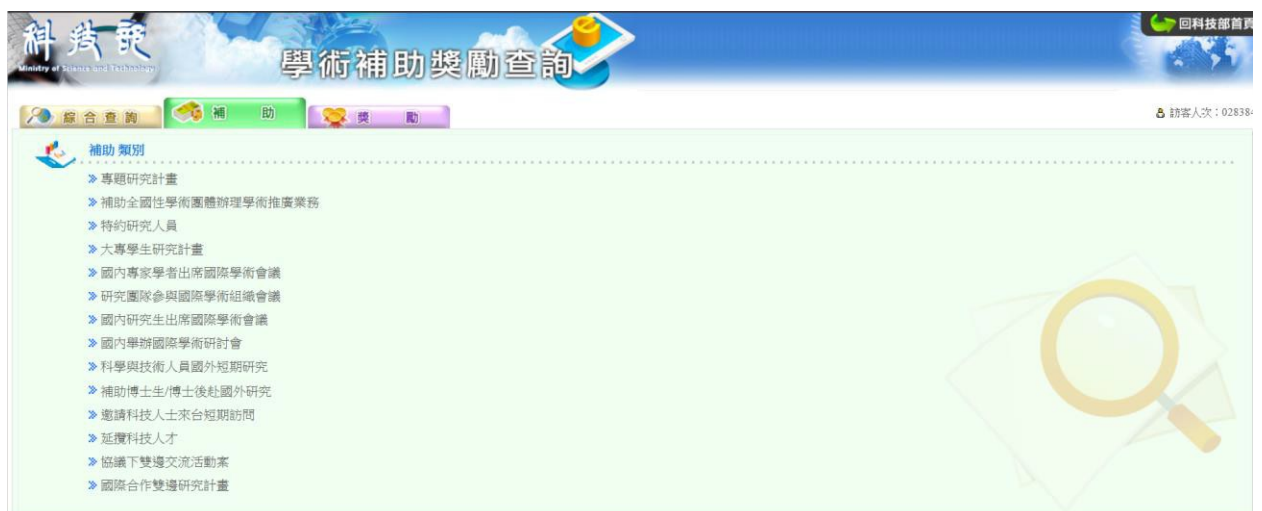 科技部
Ministry of Science and Technology
學術補助獎勵查詢
回科技部首頁
綜合查詢
補 助
獎 勵
訪客人次：028384
補助 類別
專題研究計畫
補助全國性學術團體辦理學術推廣業務
特約研究人員
大專學生研究計畫
國內專家學者出席國際學術會議
研究團隊參與國際學術組織會議
國內研究生出席國際學術會議
國內舉辦國際學術研討會
科學與技術人員國外短期研究
補助博士生/博士後赴國外研究
邀請科技人士來台短期訪問
延攬科技人才
協議下雙邊交流活動案
國際合作雙邊研究計畫